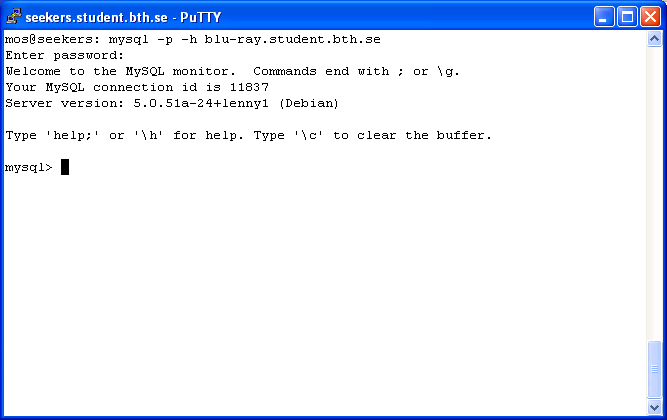 seekers.student.bth.se - PuTTY
mos@seekers: mysql -p -h blu-ray.student.bth.se
Enter password:
Welcome to the MySQL monitor.  Commands end with ; or \g.
Your MySQL connection id is 11837
Server version: 5.0.51a-24+lenny1 (Debian)
Type 'help;' or '\h' for help. Type '\c' to clear the buffer.
mysql>